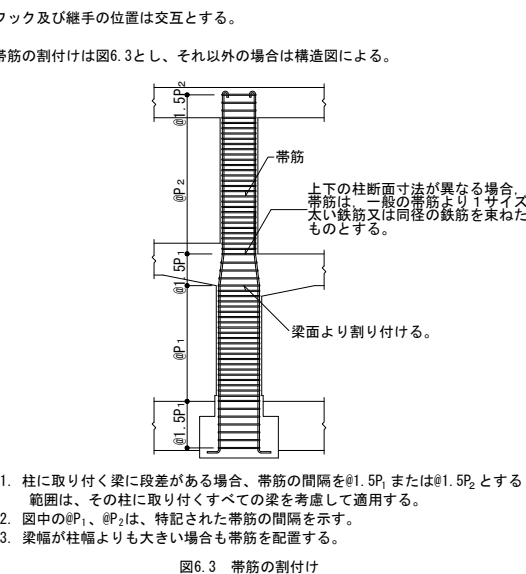 フック及び継手の位置は交互とする。
帯筋の割付けは図6.3とし、それ以外の場合は構造図による。
@1.5P₂
帯筋
@P₂
上下の柱断面寸法が異なる場合,
帯筋は, 一般の帯筋より1サイズ
太い鉄筋又は同径の鉄筋を束ねた
ものとする。
@1.5P₁
梁面より割り付ける。
@P₁
@1.5P₁
1. 柱に取り付く梁に段差がある場合、帯筋の間隔を@1.5P₁ または@1.5P₂ とする
範囲は、その柱に取り付くすべての梁を考慮して適用する。
2. 図中の@P₁、@P₂は、特記された帯筋の間隔を示す。
3. 梁幅が柱幅よりも大きい場合も帯筋を配置する。
図6.3 帯筋の割付け